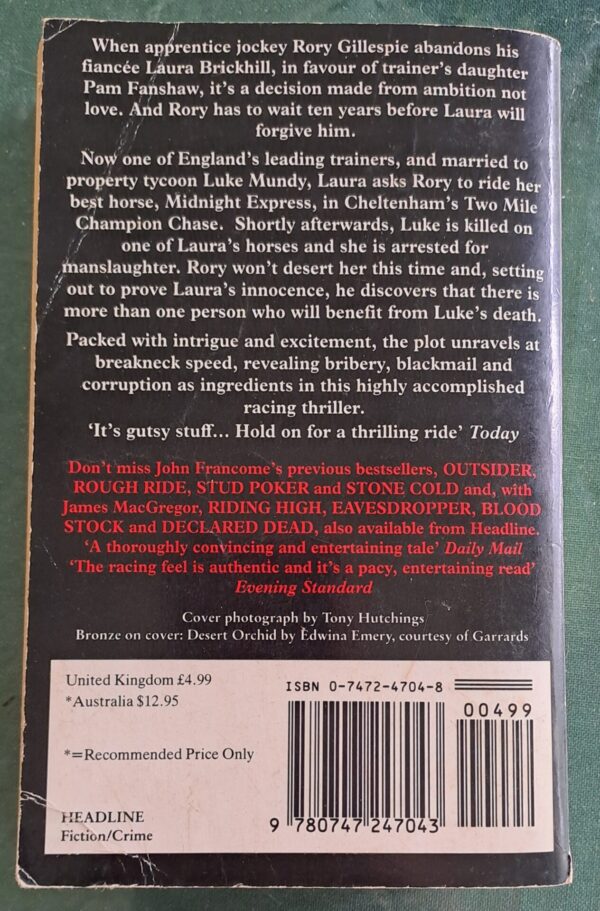 When apprentice jockey Rory Gillespie abandons his
fiancée Laura Brickhill, in favour of trainer's daughter
Pam Fanshaw, it's a decision made from ambition not
love. And Rory has to wait ten years before Laura will
forgive him.
Now one of England's leading trainers, and married to
property tycoon Luke Mundy, Laura asks Rory to ride her
best horse, Midnight Express, in Cheltenham's Two Mile
Champion Chase. Shortly afterwards, Luke is killed on
one of Laura's horses and she is arrested for
manslaughter. Rory won't desert her this time and, setting
out to prove Laura's innocence, he discovers that there is
more than one person who will benefit from Luke's death.
Packed with intrigue and excitement, the plot unravels at
breakneck speed, revealing bribery, blackmail and
corruption as ingredients in this highly accomplished
racing thriller.
'It's gutsy stuff... Hold on for a thrilling ride' Today
Don't miss John Francome's previous bestsellers, OUTSIDER,
ROUGH RIDE, STUD POKER and STONE COLD and, with
James MacGregor, RIDING HIGH, EAVESDROPPER, BLOOD
STOCK and DECLARED DEAD, also available from Headline.
'A thoroughly convincing and entertaining tale' Daily Mail
'The racing feel is authentic and it's a pacy, entertaining read'
Evening Standard
Cover photograph by Tony Hutchings
Bronze on cover: Desert Orchid by Edwina Emery, courtesy of Garrards
United Kingdom £4.99
*Australia $12.95
*=Recommended Price Only
HEADLINE
Fiction/Crime
ISBN 0-7472-4704-8
00499
9 780747 247043